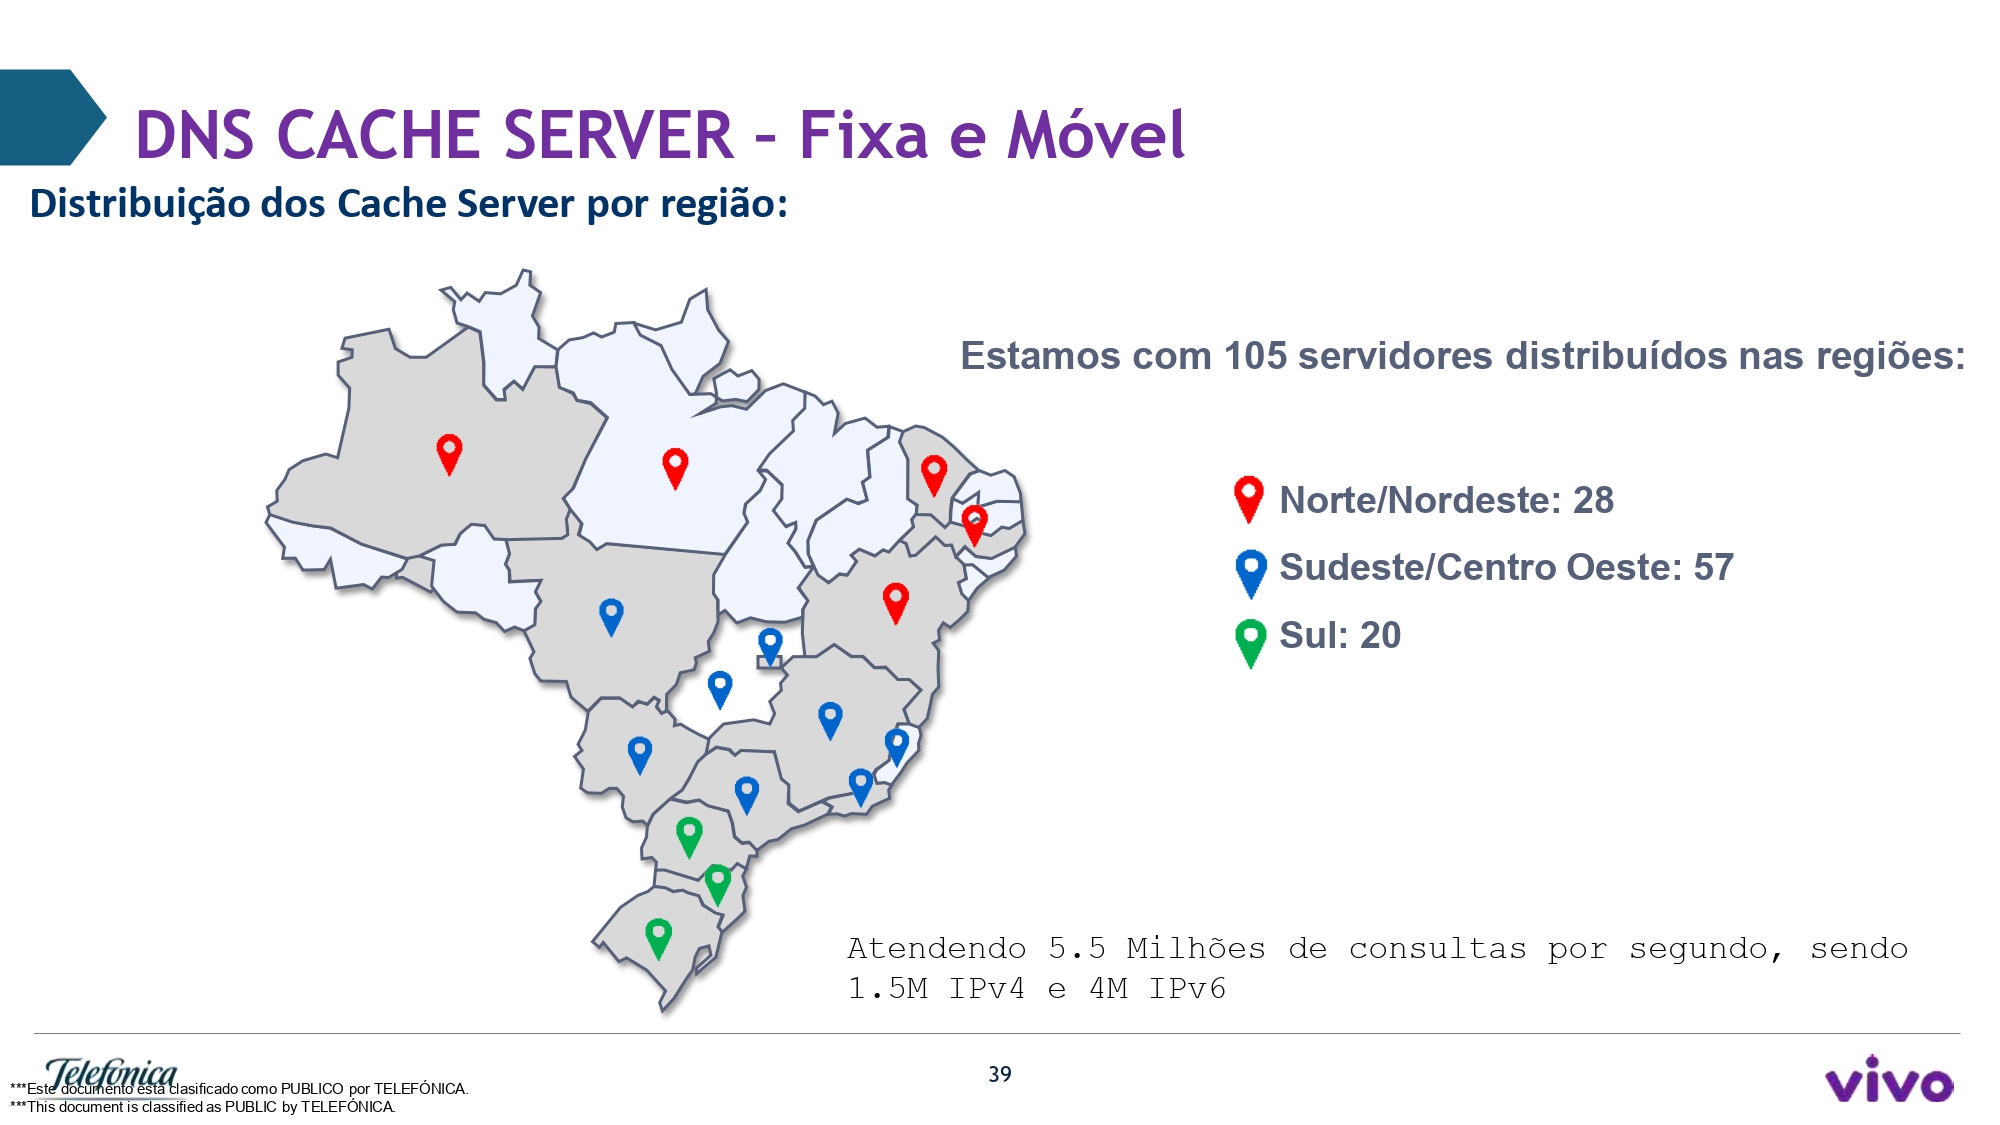 DNS CACHE SERVER – Fixa e Móvel
Distribuição dos Cache Server por região:
Estamos com 105 servidores distribuídos nas regiões:
Norte/Nordeste: 28
Sudeste/Centro Oeste: 57
Sul: 20
Atendendo 5.5 Milhões de consultas por segundo, sendo
1.5M IPv4 e 4M IPv6
Telefónica
***Este documento está clasificado como PUBLICO por TELEFÓNICA.
***This document is classified as PUBLIC by TELEFÓNICA.
39
vivo